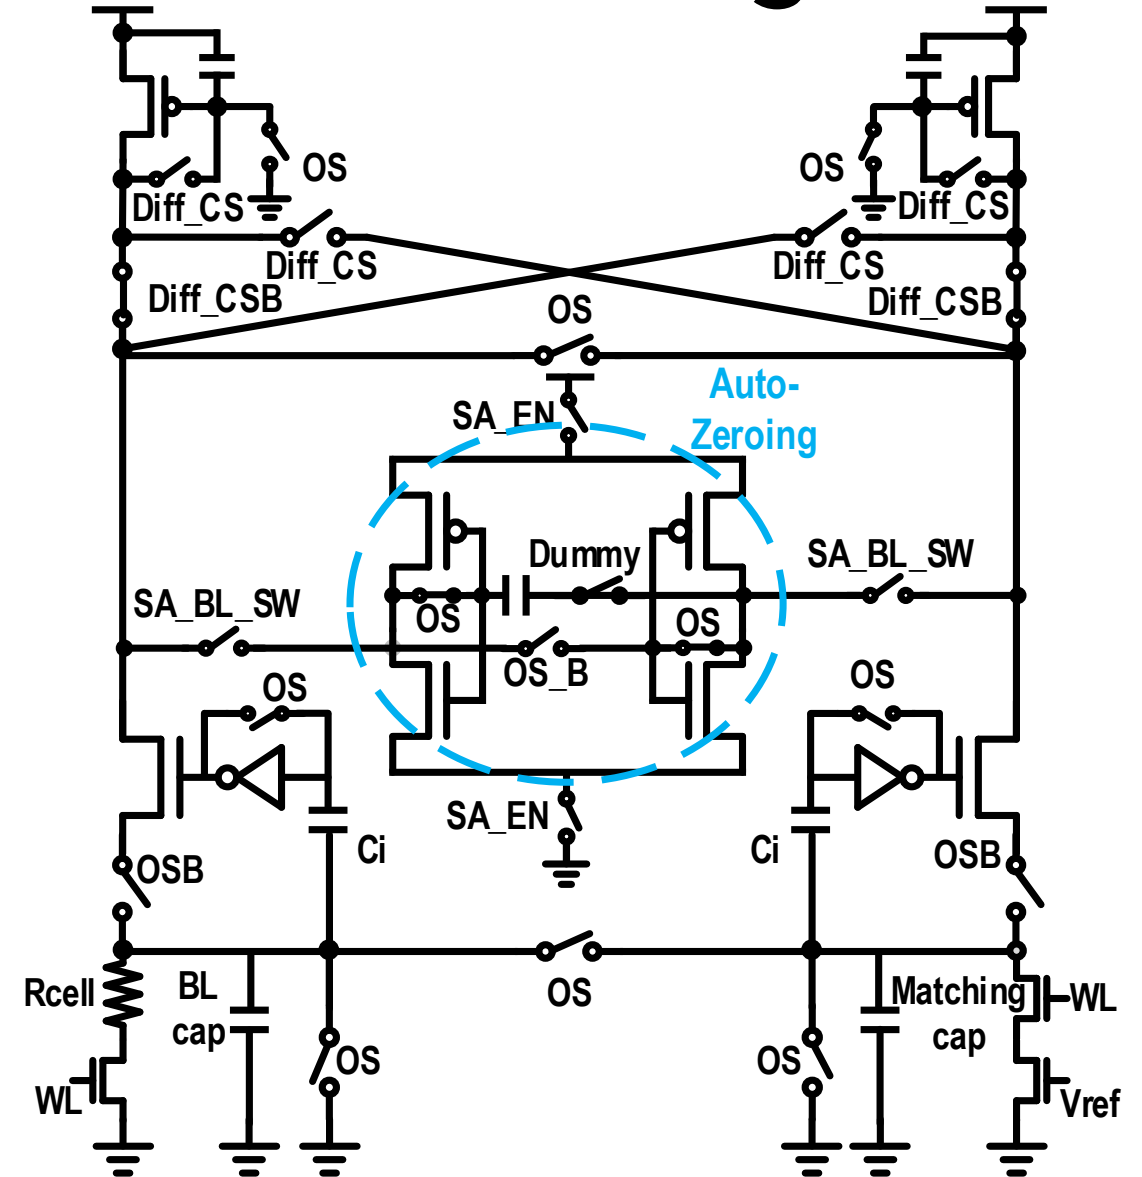 OS
OS
Diff_CS
Diff_CS
Diff_CS
Diff_CS
Diff_CSB
Diff_CSB
OS
Auto-
Zeroing
SA_EN
Dummy
SA_BL_SW
SA_BL_SW
OS
OS
OS_B
OS
OS
SA_EN
Ci
Ci
OSB
OSB
Rcell
BL
cap
OS
Matching
cap
WL
OS
OS
WL
Vref